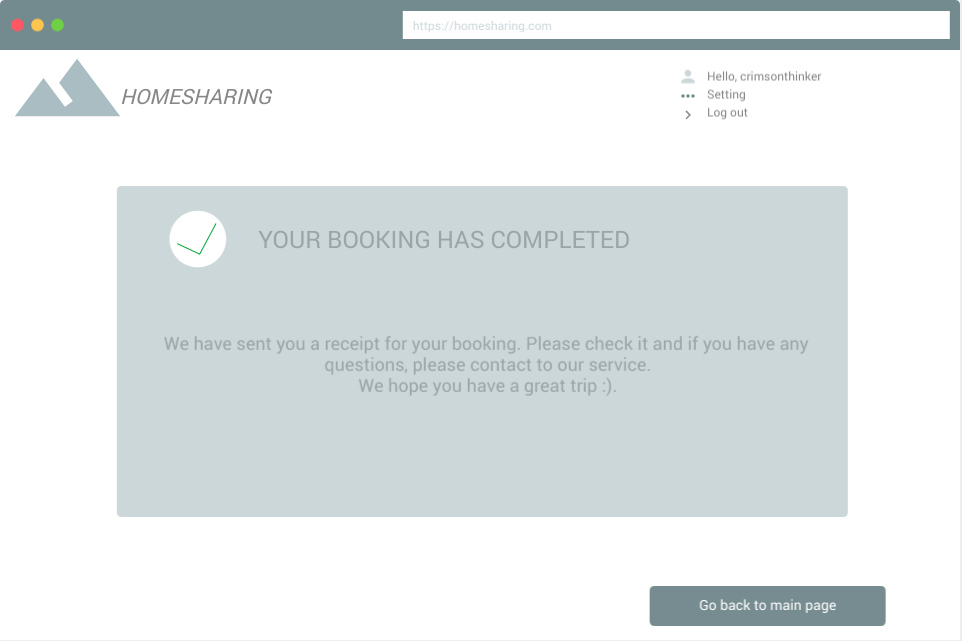 https://homesharing.com
HOMESHARING
Hello, crimsonthinker
Setting
Log out
YOUR BOOKING HAS COMPLETED
We have sent you a receipt for your booking. Please check it and if you have any
questions, please contact to our service.
We hope you have a great trip :).
Go back to main page